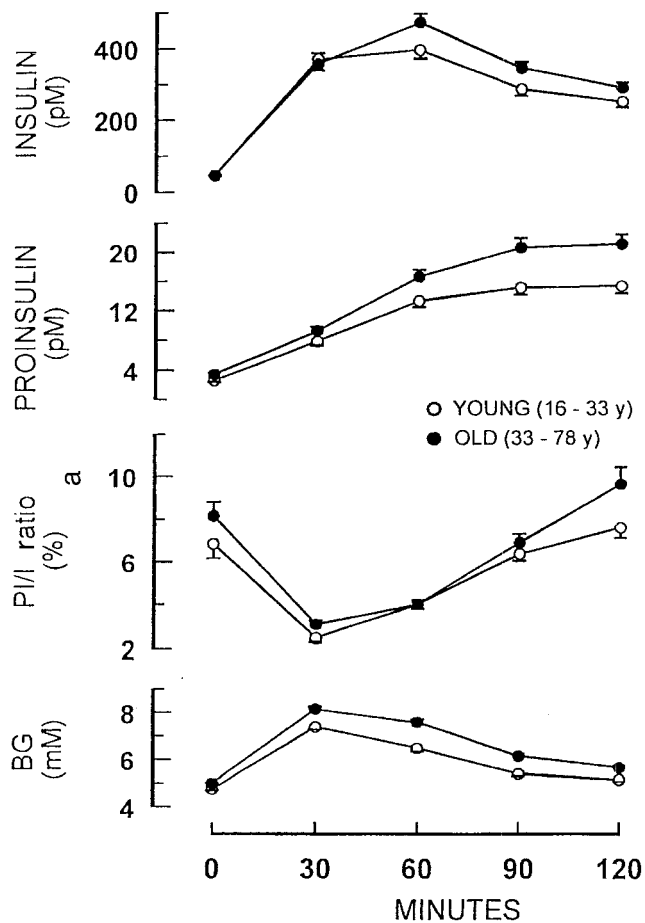 INSULIN
(pM)
400
200
0
PROINSULIN
(pM)
20
12
4
YOUNG (16 - 33 y)
OLD (33 - 78 y)
a
PI/I ratio
(%)
10
6
2
BG
(mM)
8
6
4
0 30 60 90 120
MINUTES